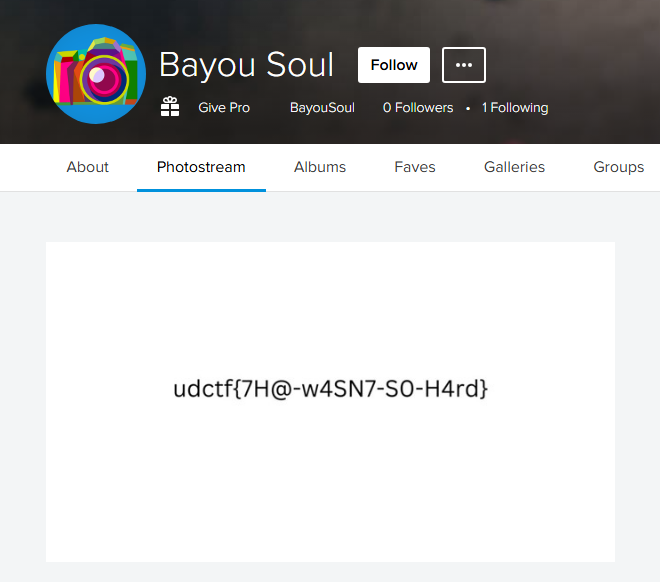 Bayou Soul Follow ...
Give Pro BayouSoul 0 Followers • 1 Following
About Photostream Albums Faves Galleries Groups
udctf{7H@-w4SN7-S0-H4rd}